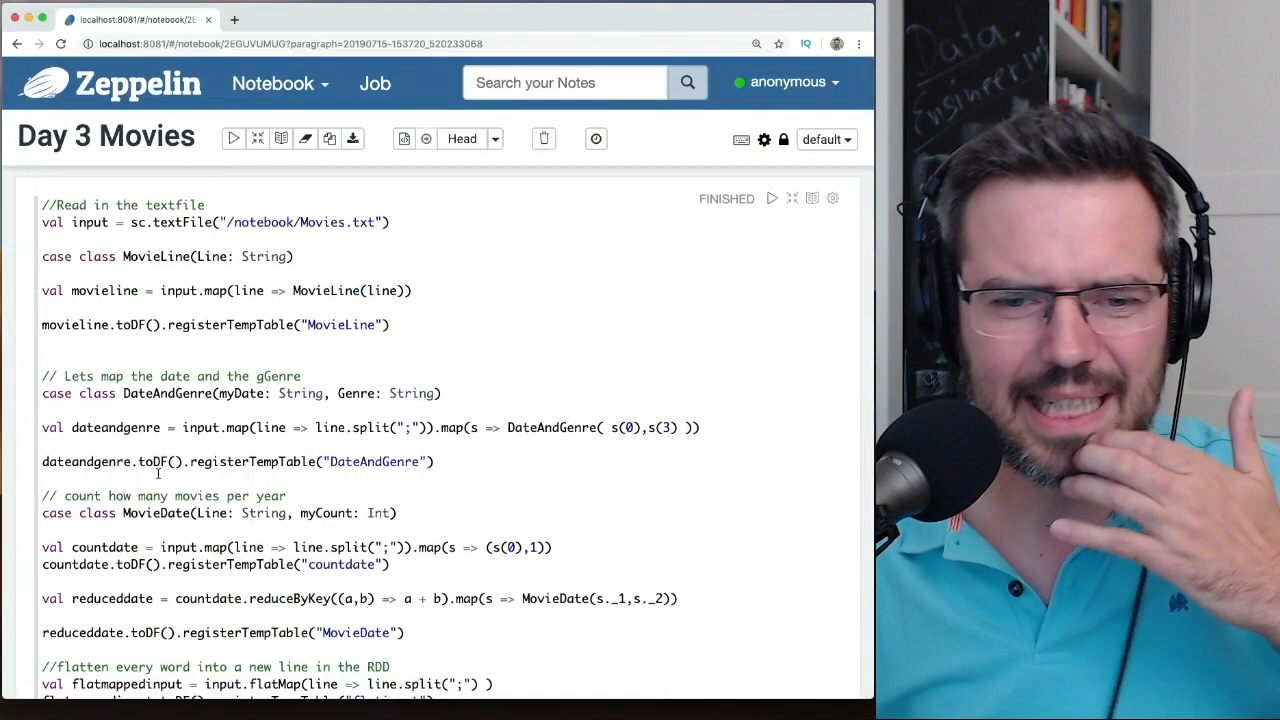 localhost:8081/#/notebook/2E
localhost:8081/#/notebook/2EGUVUMUG?paragraph=20190715-153720_520233068
IQ
Zeppelin
Notebook
Job
Search your Notes
anonymous
Day 3 Movies
Head
default
FINISHED
//Read in the textfile
val input = sc.textFile("/notebook/Movies.txt")
case class MovieLine(Line: String)
val movieline = input.map(line => MovieLine(line))
movieline.toDF().registerTempTable("MovieLine")
// Lets map the date and the gGenre
case class DateAndGenre(myDate: String, Genre: String)
val dateandgenre = input.map(line => line.split(";")).map(s => DateAndGenre( s(0),s(3) ))
dateandgenre.toDF().registerTempTable("DateAndGenre")
// count how many movies per year
case class MovieDate(Line: String, myCount: Int)
val countdate = input.map(line => line.split(";")).map(s => (s(0),1))
countdate.toDF().registerTempTable("countdate")
val reduceddate = countdate.reduceByKey((a,b) => a + b).map(s => MovieDate(s._1,s._2))
reduceddate.toDF().registerTempTable("MovieDate")
//flatten every word into a new line in the RDD
val flatmappedinput = input.flatMap(line => line.split(";") )
Data
Engineering